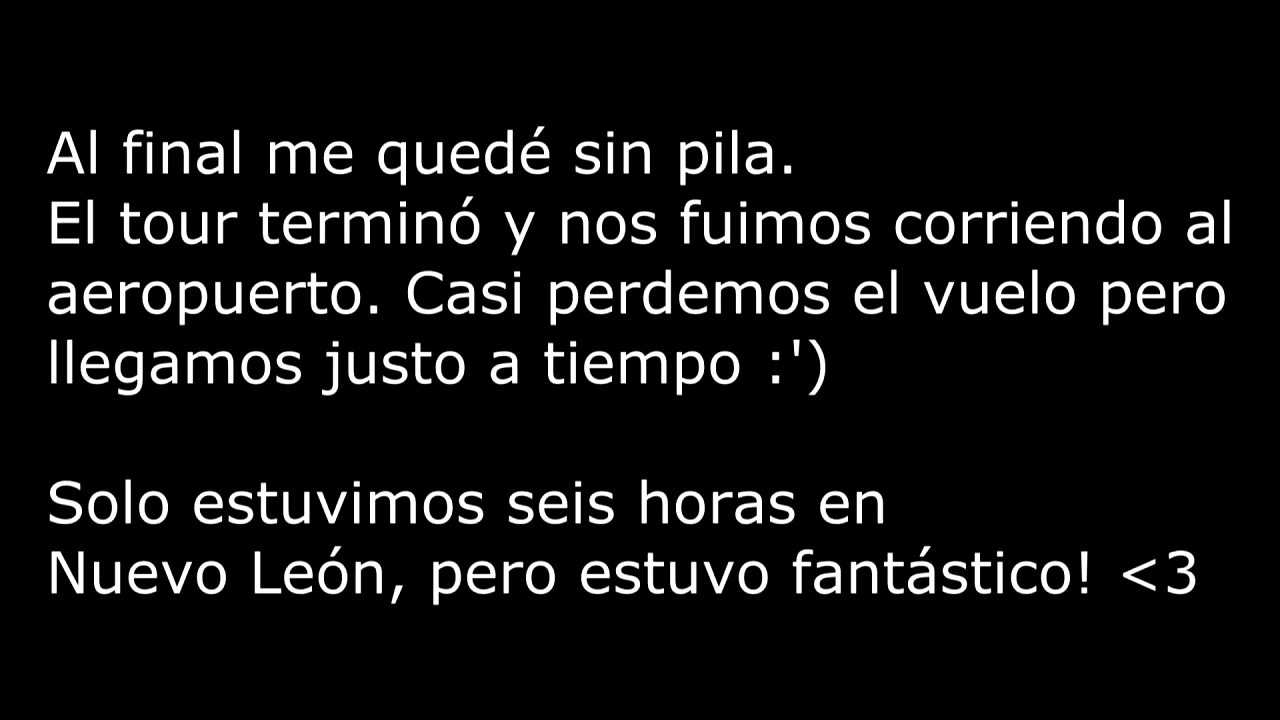 Al final me quedé sin pila.
El tour terminó y nos fuimos corriendo al
aeropuerto. Casi perdemos el vuelo pero
llegamos justo a tiempo :')
Solo estuvimos seis horas en
Nuevo León, pero estuvo fantástico! <3